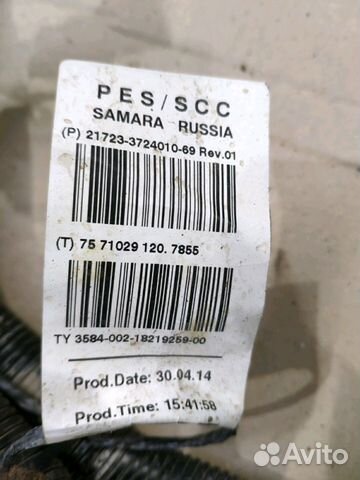 PES/SCC
SAMARA RUSSIA
(P) 21723-3724010-69 Rev.01
(T) 75 71029 120. 7855
TY 3584-002-18219259-00
Prod.Date: 30.04.14
Prod.Time: 15:41:58
Avito